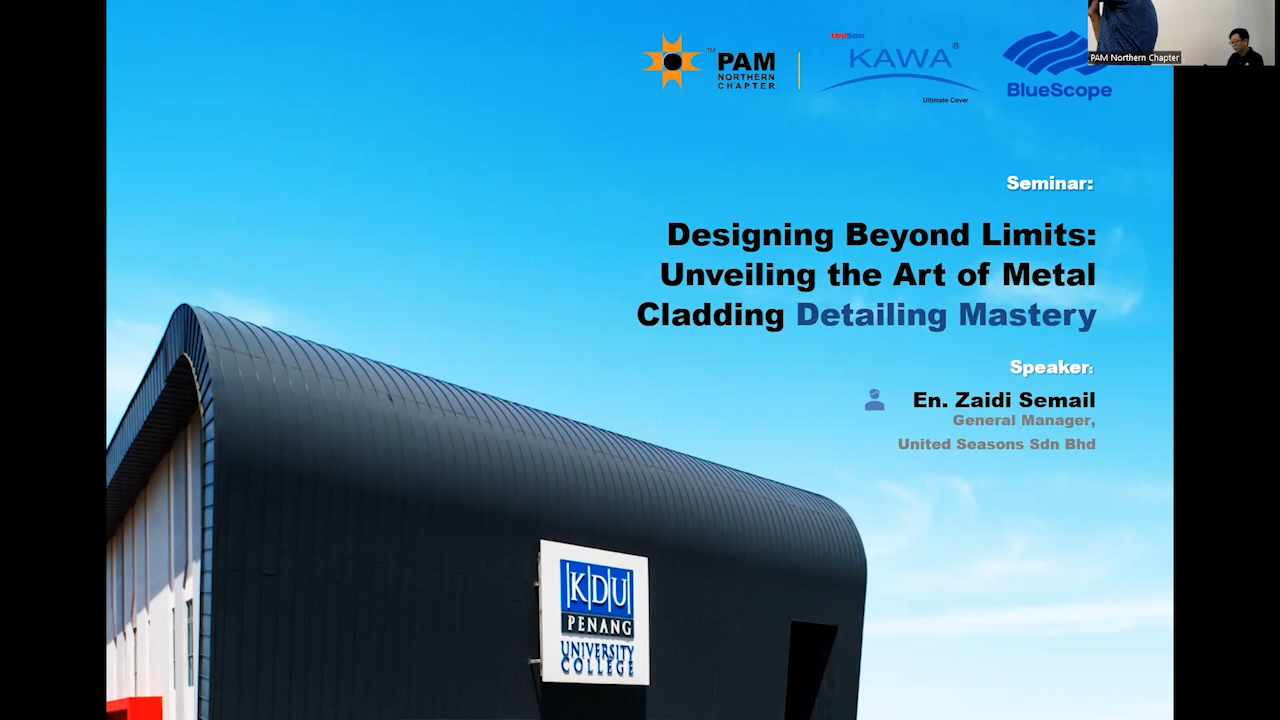 PAM
NORTHERN
CHAPTER
TM
UniSon
KAWA®
Ultimate Cover
BlueScope
PAM Northern Chapter
Seminar:
Designing Beyond Limits:
Unveiling the Art of Metal
Cladding Detailing Mastery
Speaker:
En. Zaidi Semail
General Manager,
United Seasons Sdn Bhd
KDU
PENANG
UNIVERSITY
COLLEGE